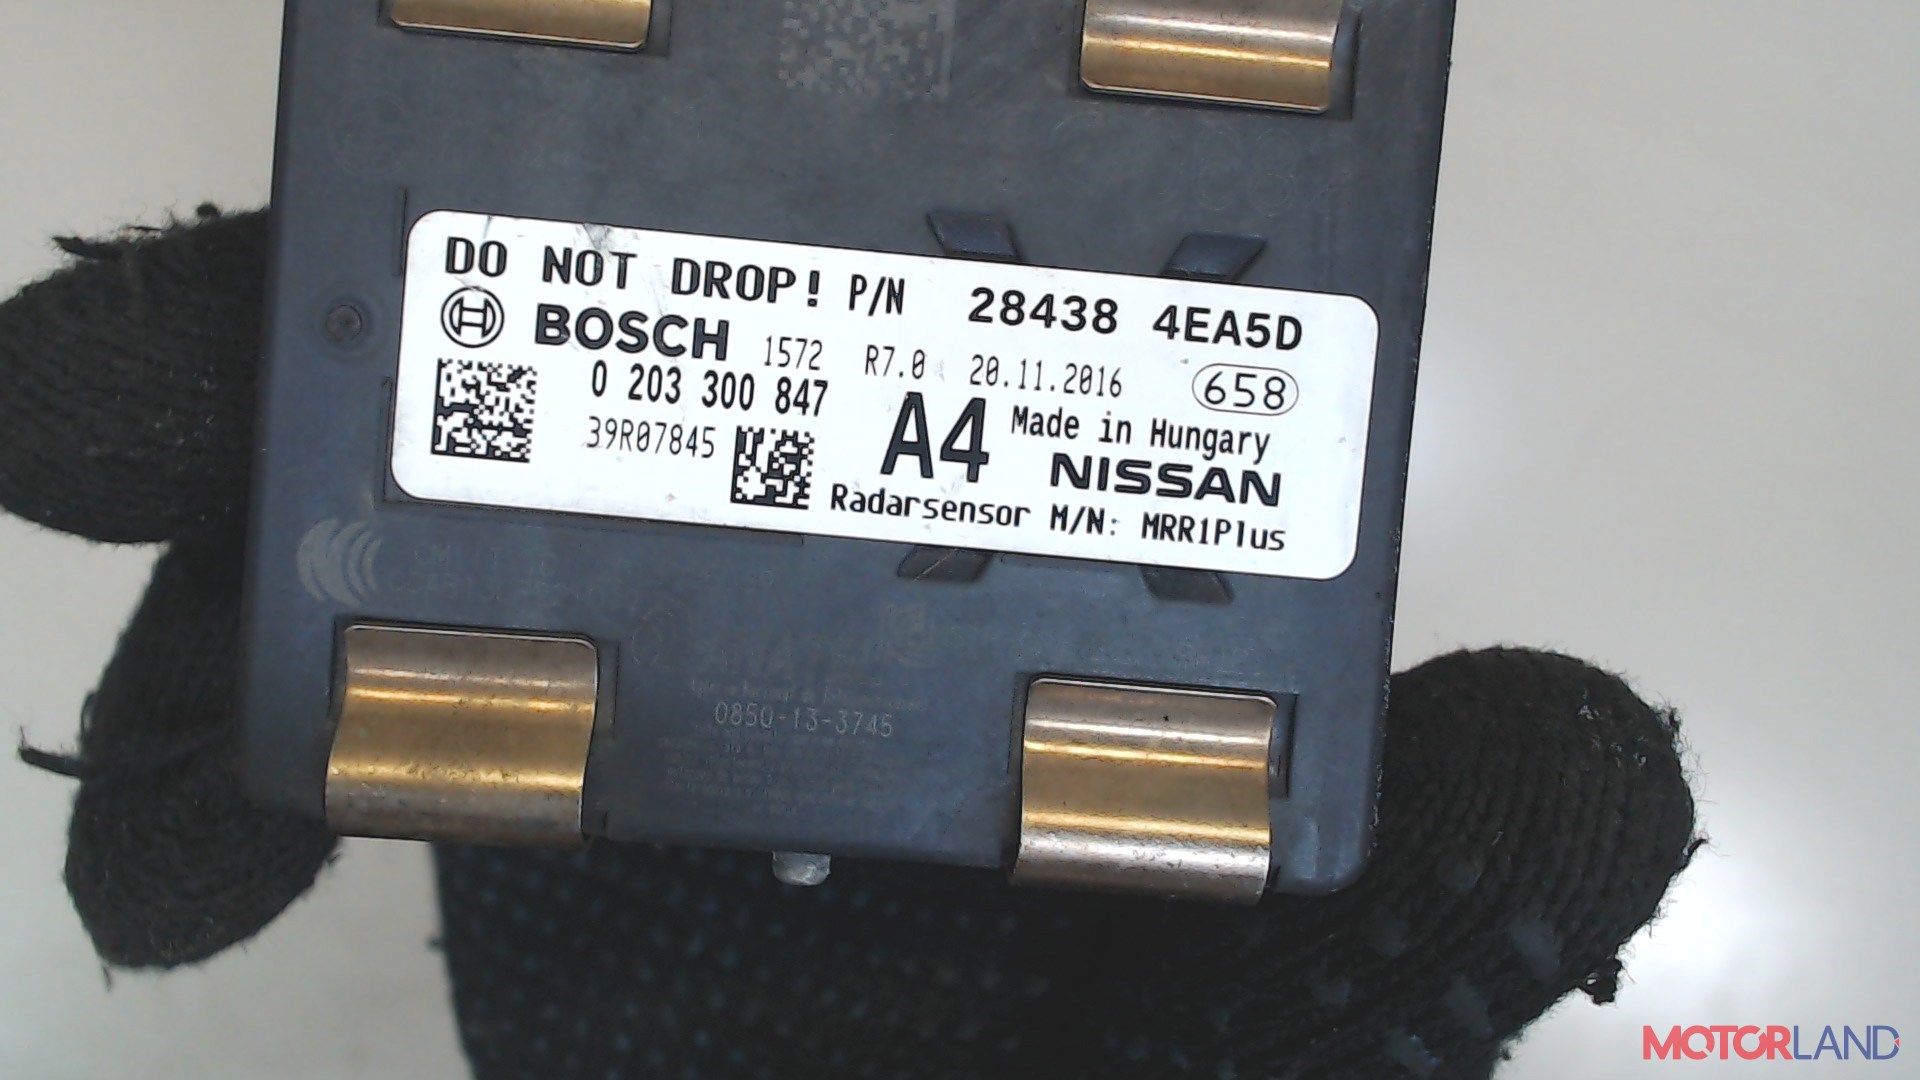 DO NOT DROP! P/N 28438 4EA5D
BOSCH 1572 R7.0 20.11.2016 658
0 203 300 847 A4 Made in Hungary
39R07845 NISSAN
Radarsensor M/N: MRR1Plus
0850-13-3745
MOTORLAND